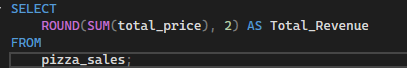 SELECT
    ROUND(SUM(total_price), 2) AS Total_Revenue
FROM
    pizza_sales;